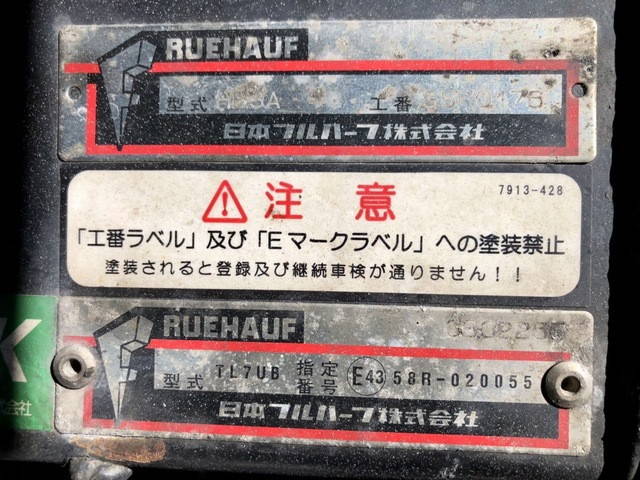 FRUEHAUF
型式
工番
日本フルハーフ株式会社
注意
7913-428
「工番ラベル」及び「Eマークラベル」への塗装禁止
塗装されると登録及び継続車検が通りません!!
FRUEHAUF
型式 TL7UB 指定番号 E43 58R-020055
日本フルハーフ株式会社
K
会社